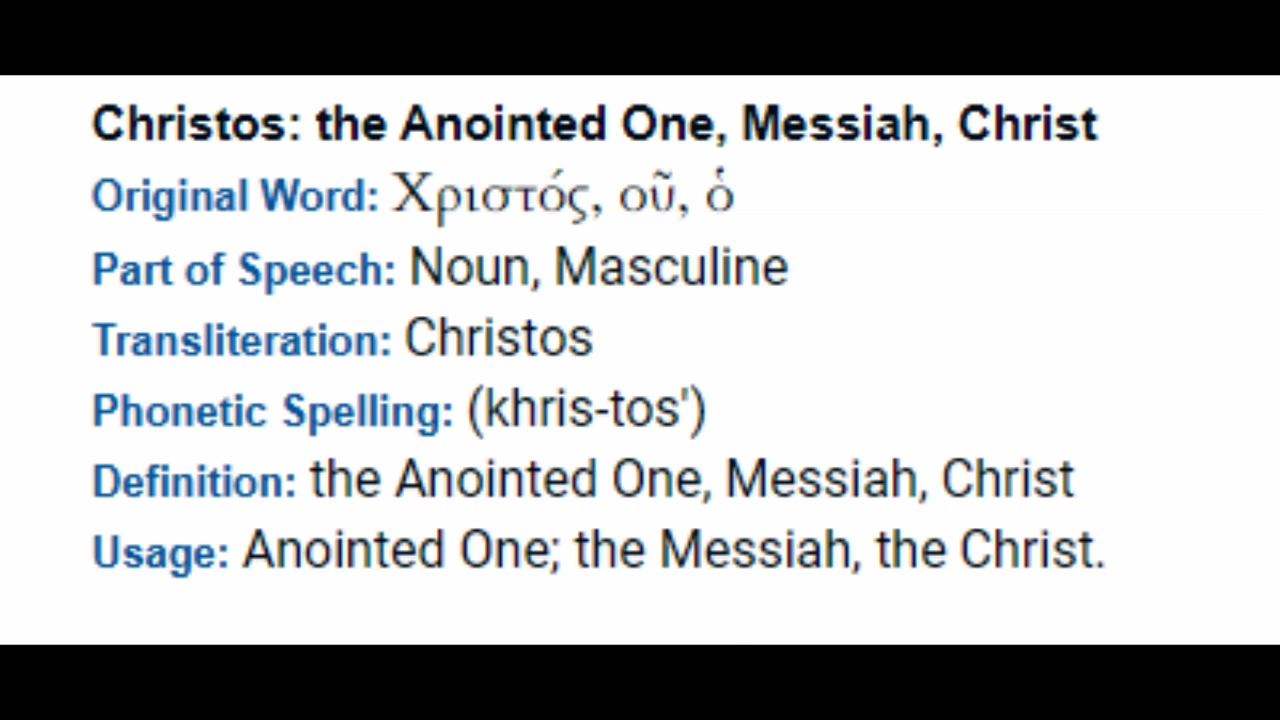 Christos: the Anointed One, Messiah, Christ
Original Word: Χριστός, οῦ, ὁ
Part of Speech: Noun, Masculine
Transliteration: Christos
Phonetic Spelling: (khris-tos')
Definition: the Anointed One, Messiah, Christ
Usage: Anointed One; the Messiah, the Christ.